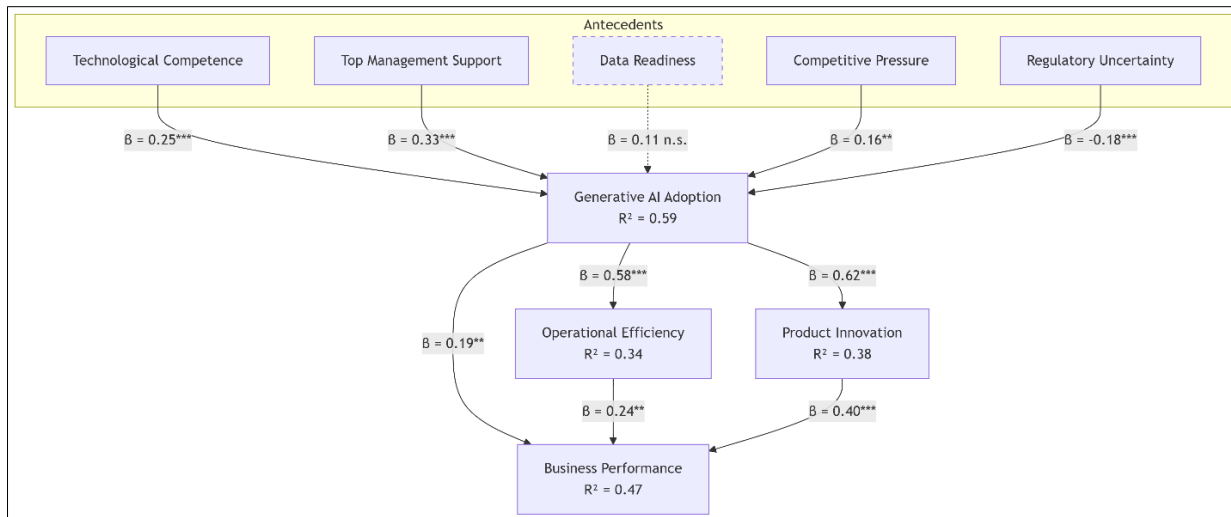 Antecedents
Technological Competence
Top Management Support
Data Readiness
Competitive Pressure
Regulatory Uncertainty
β = 0.25***
β = 0.33***
β = 0.11 n.s.
β = 0.16**
β = -0.18***
Generative AI Adoption
R² = 0.59
β = 0.58***
β = 0.62***
Operational Efficiency
R² = 0.34
Product Innovation
R² = 0.38
β = 0.19**
β = 0.24**
β = 0.40***
Business Performance
R² = 0.47